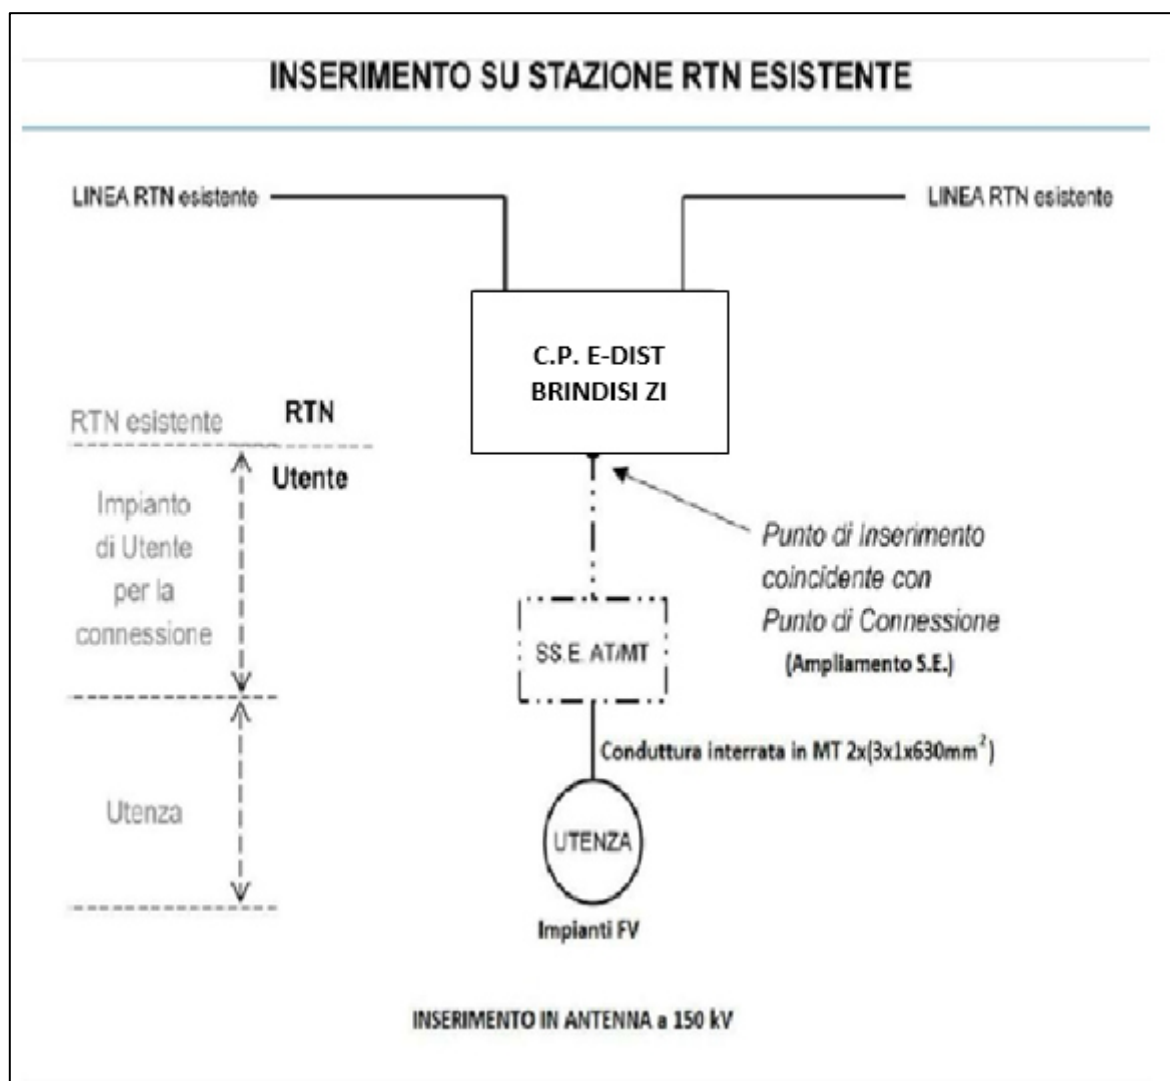 INSERIMENTO SU STAZIONE RTN ESISTENTE
LINEA RTN esistente
LINEA RTN esistente
C.P. E-DIST
BRINDISI ZI
RTN esistente
RTN
Utente
Impianto
di Utente
per la
connessione
Punto di Inserimento
coincidente con
Punto di Connessione
(Ampliamento S.E.)
SS.E. AT/MT
Conduttura interrata in MT 2x(3x1x630mm²)
Utenza
UTENZA
Impianti FV
INSERIMENTO IN ANTENNA a 150 kV